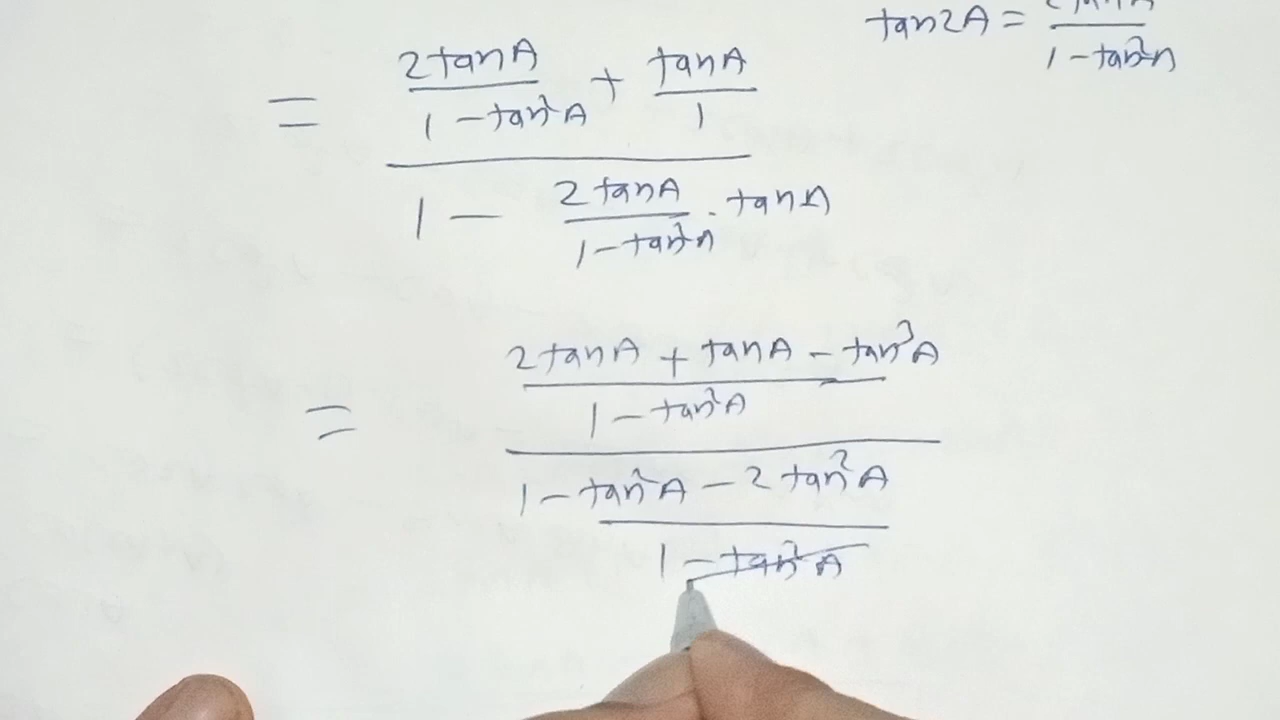 tan2A = 2tanA / 1-tan²A
= 2tanA / 1-tan²A + tanA / 1
1 - 2tanA / 1-tan²A . tanA
= 2tanA + tanA - tan³A
1 - tan²A
1 - tan²A - 2tan²A
1 - tan²A